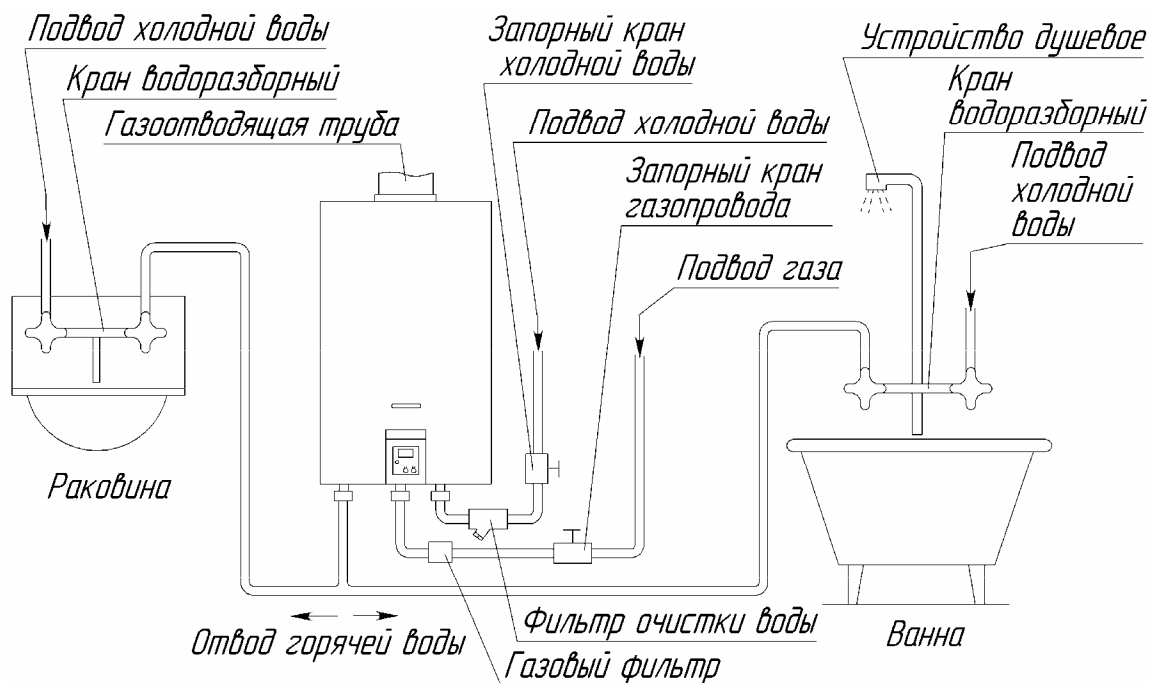 Подвод холодной воды
Кран водоразборный
Газоотводящая труба
Запорный кран
холодной воды
Подвод холодной воды
Запорный кран
газопровода
Подвод газа
Устройство душевое
Кран
водоразборный
Подвод
холодной
воды
Раковина
Отвод горячей воды
Фильтр очистки воды
Газовый фильтр
Ванна